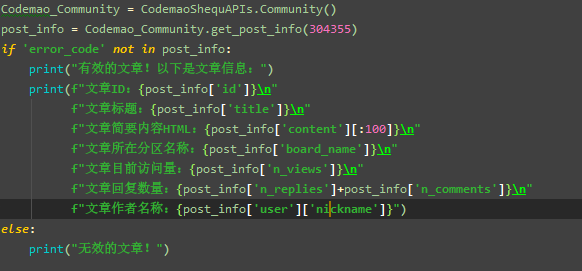 Codemao_Community = CodemaoShequAPIs.Community()
post_info = Codemao_Community.get_post_info(304355)
if 'error_code' not in post_info:
    print("有效的文章！以下是文章信息：")
    print(f"文章ID：{post_info['id']}\n"
          f"文章标题：{post_info['title']}\n"
          f"文章简要内容HTML：{post_info['content'][:100]}\n"
          f"文章所在分区名称：{post_info['board_name']}\n"
          f"文章目前访问量：{post_info['n_views']}\n"
          f"文章回复数量：{post_info['n_replies']+post_info['n_comments']}\n"
          f"文章作者名称：{post_info['user']['nickname']}")
else:
    print("无效的文章！")